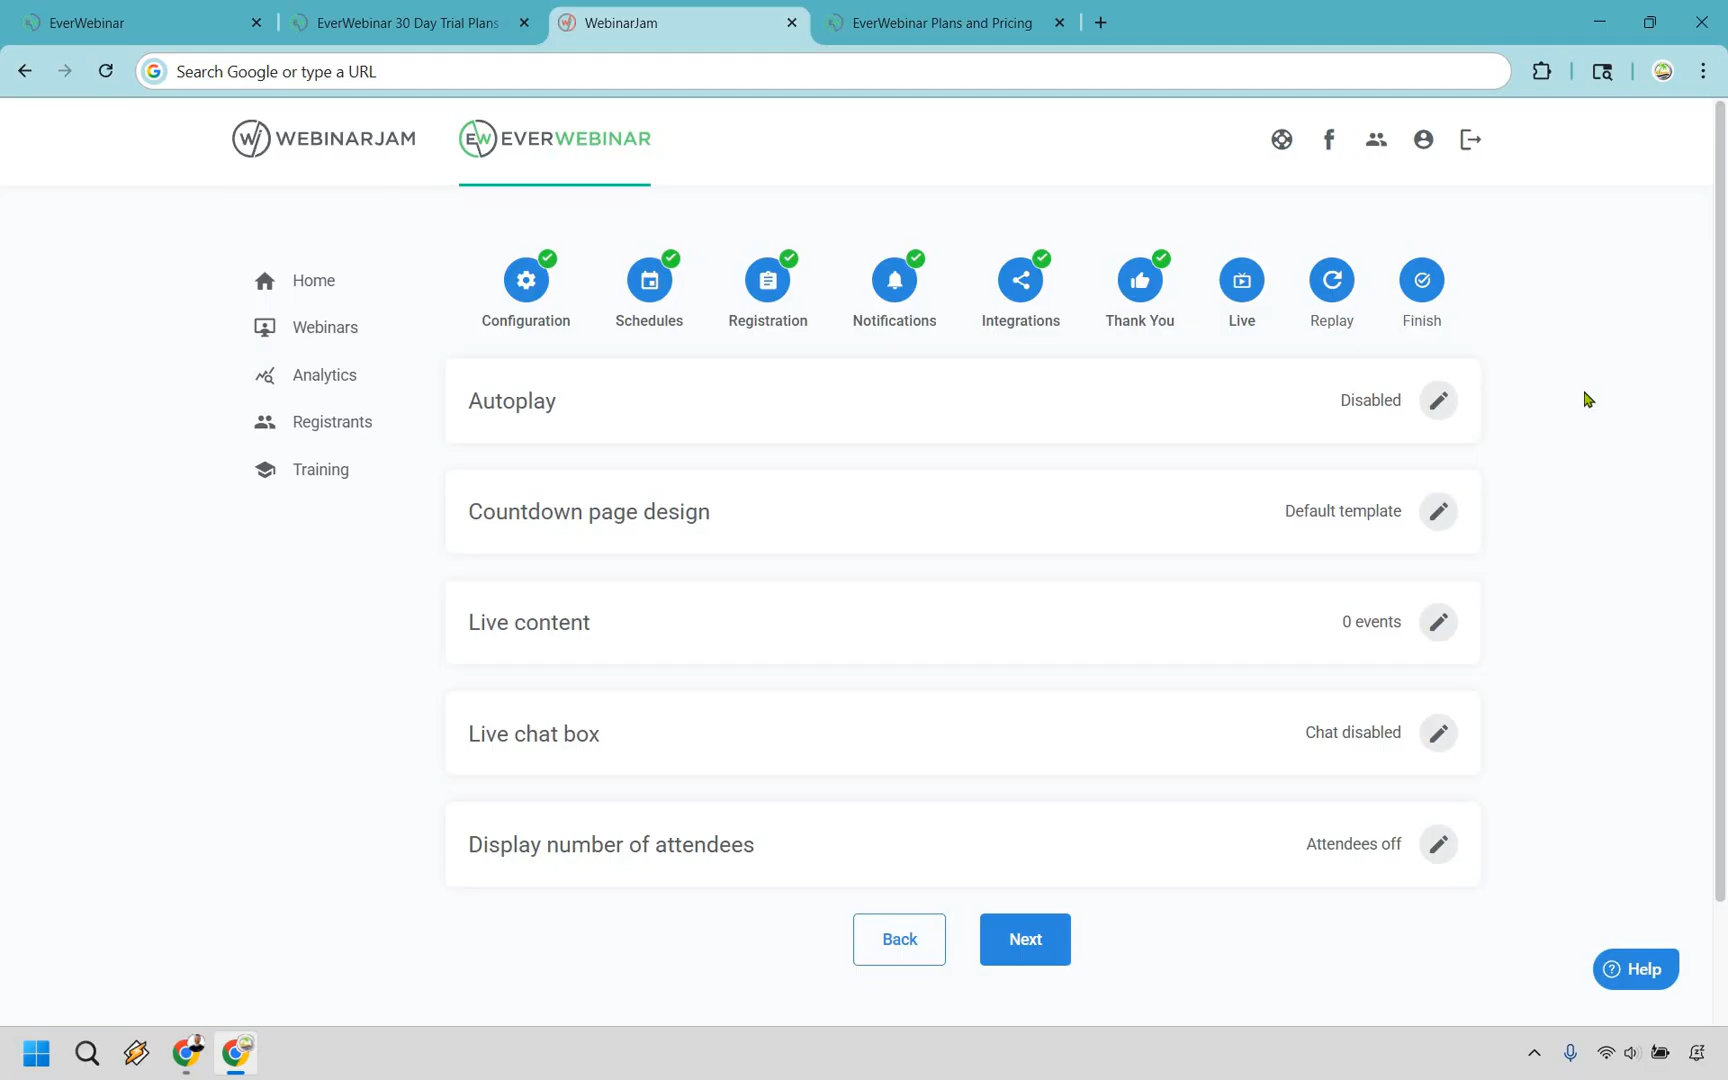 EverWebinar
EverWebinar 30 Day Trial Plans
WebinarJam
EverWebinar Plans and Pricing
Search Google or type a URL
WEBINARJAM
EVERWEBINAR
Home
Webinars
Analytics
Registrants
Training
Configuration
Schedules
Registration
Notifications
Integrations
Thank You
Live
Replay
Finish
Autoplay
Disabled
Countdown page design
Default template
Live content
0 events
Live chat box
Chat disabled
Display number of attendees
Attendees off
Back
Next
Help